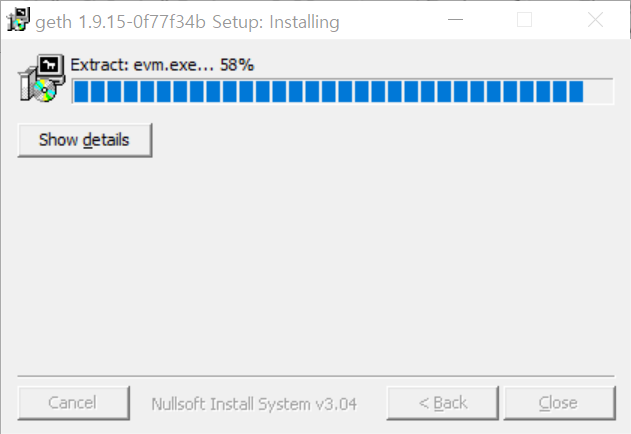 geth 1.9.15-0f77f34b Setup: Installing
Extract: evm.exe... 58%
Show details
Cancel
Nullsoft Install System v3.04
< Back
Close